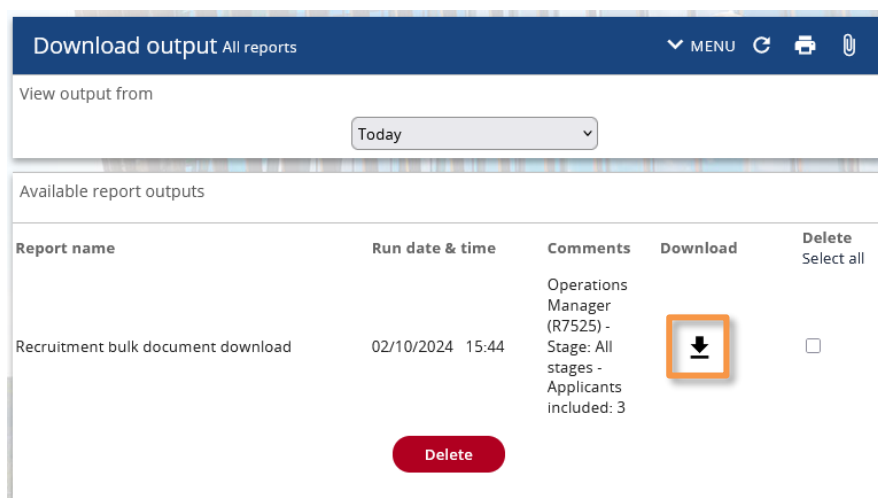 Download output All reports
MENU
View output from
Today
Available report outputs
Report name Run date & time Comments Download Delete
Select all
Recruitment bulk document download 02/10/2024 15:44 Operations
Manager
(R7525) -
Stage: All
stages -
Applicants
included: 3
Delete